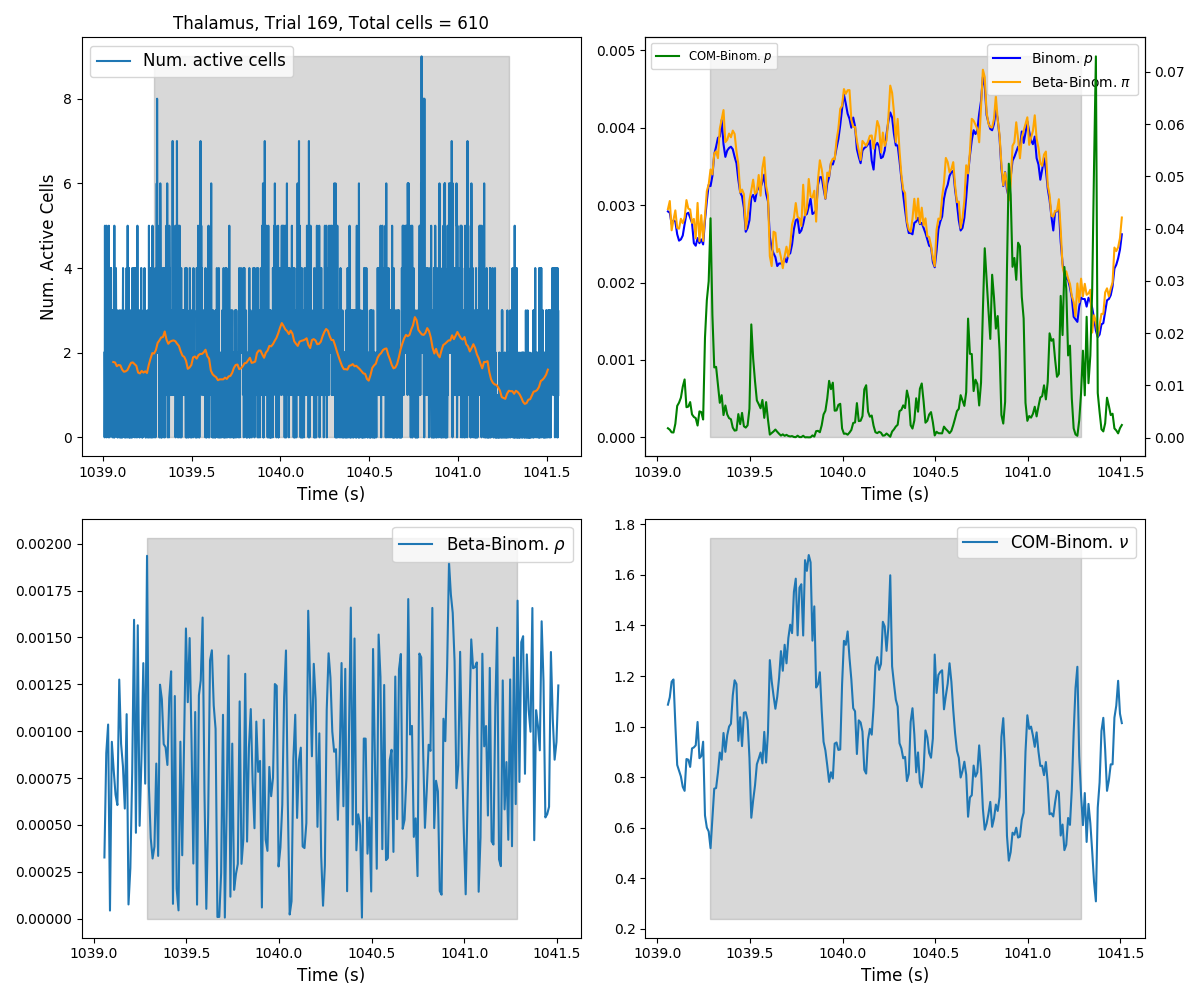 Thalamus, Trial 169, Total cells = 610
Num. active cells
Num. Active Cells
8
6
4
2
0
1039.0 1039.5 1040.0 1040.5 1041.0 1041.5
Time (s)
COM-Binom. p
Binom. p
Beta-Binom. π
0.005
0.004
0.003
0.002
0.001
0.000
0.07
0.06
0.05
0.04
0.03
0.02
0.01
0.00
1039.0 1039.5 1040.0 1040.5 1041.0 1041.5
Time (s)
Beta-Binom. ρ
0.00200
0.00175
0.00150
0.00125
0.00100
0.00075
0.00050
0.00025
0.00000
1039.0 1039.5 1040.0 1040.5 1041.0 1041.5
Time (s)
COM-Binom. ν
1.8
1.6
1.4
1.2
1.0
0.8
0.6
0.4
0.2
1039.0 1039.5 1040.0 1040.5 1041.0 1041.5
Time (s)